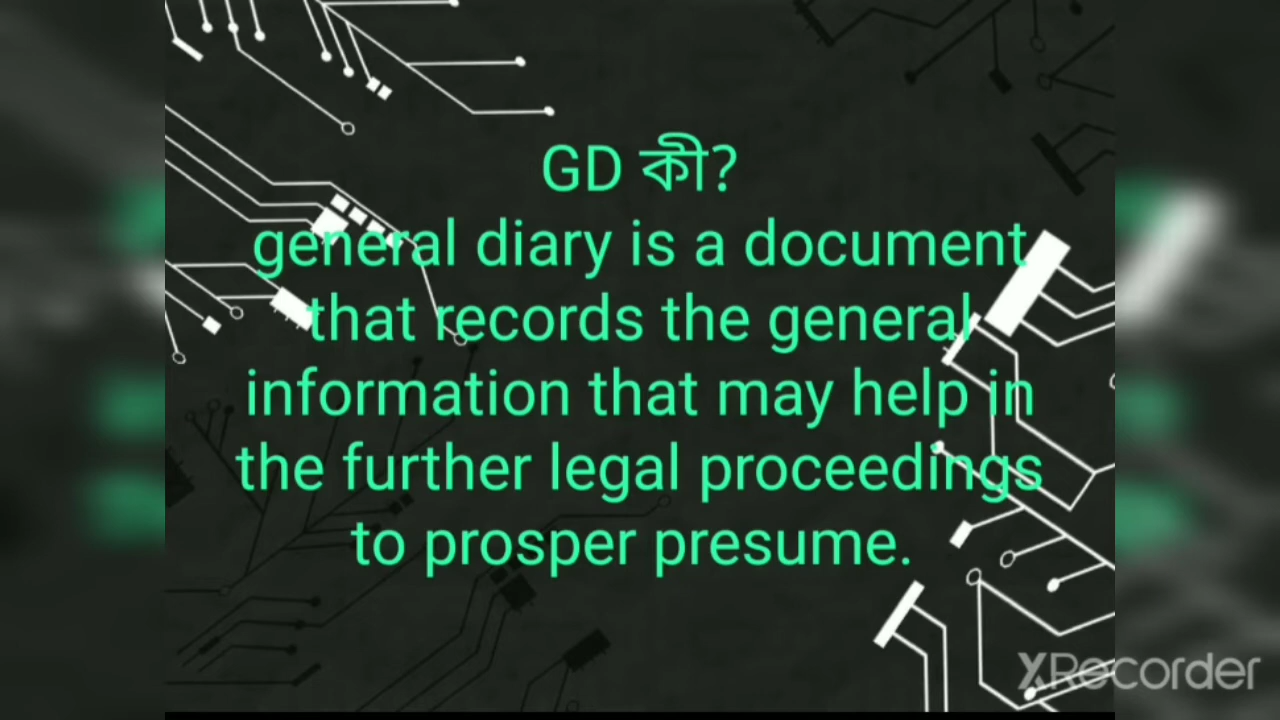 GD কী?
general diary is a document
that records the general
information that may help in
the further legal proceedings
to prosper presume.
XRecorder